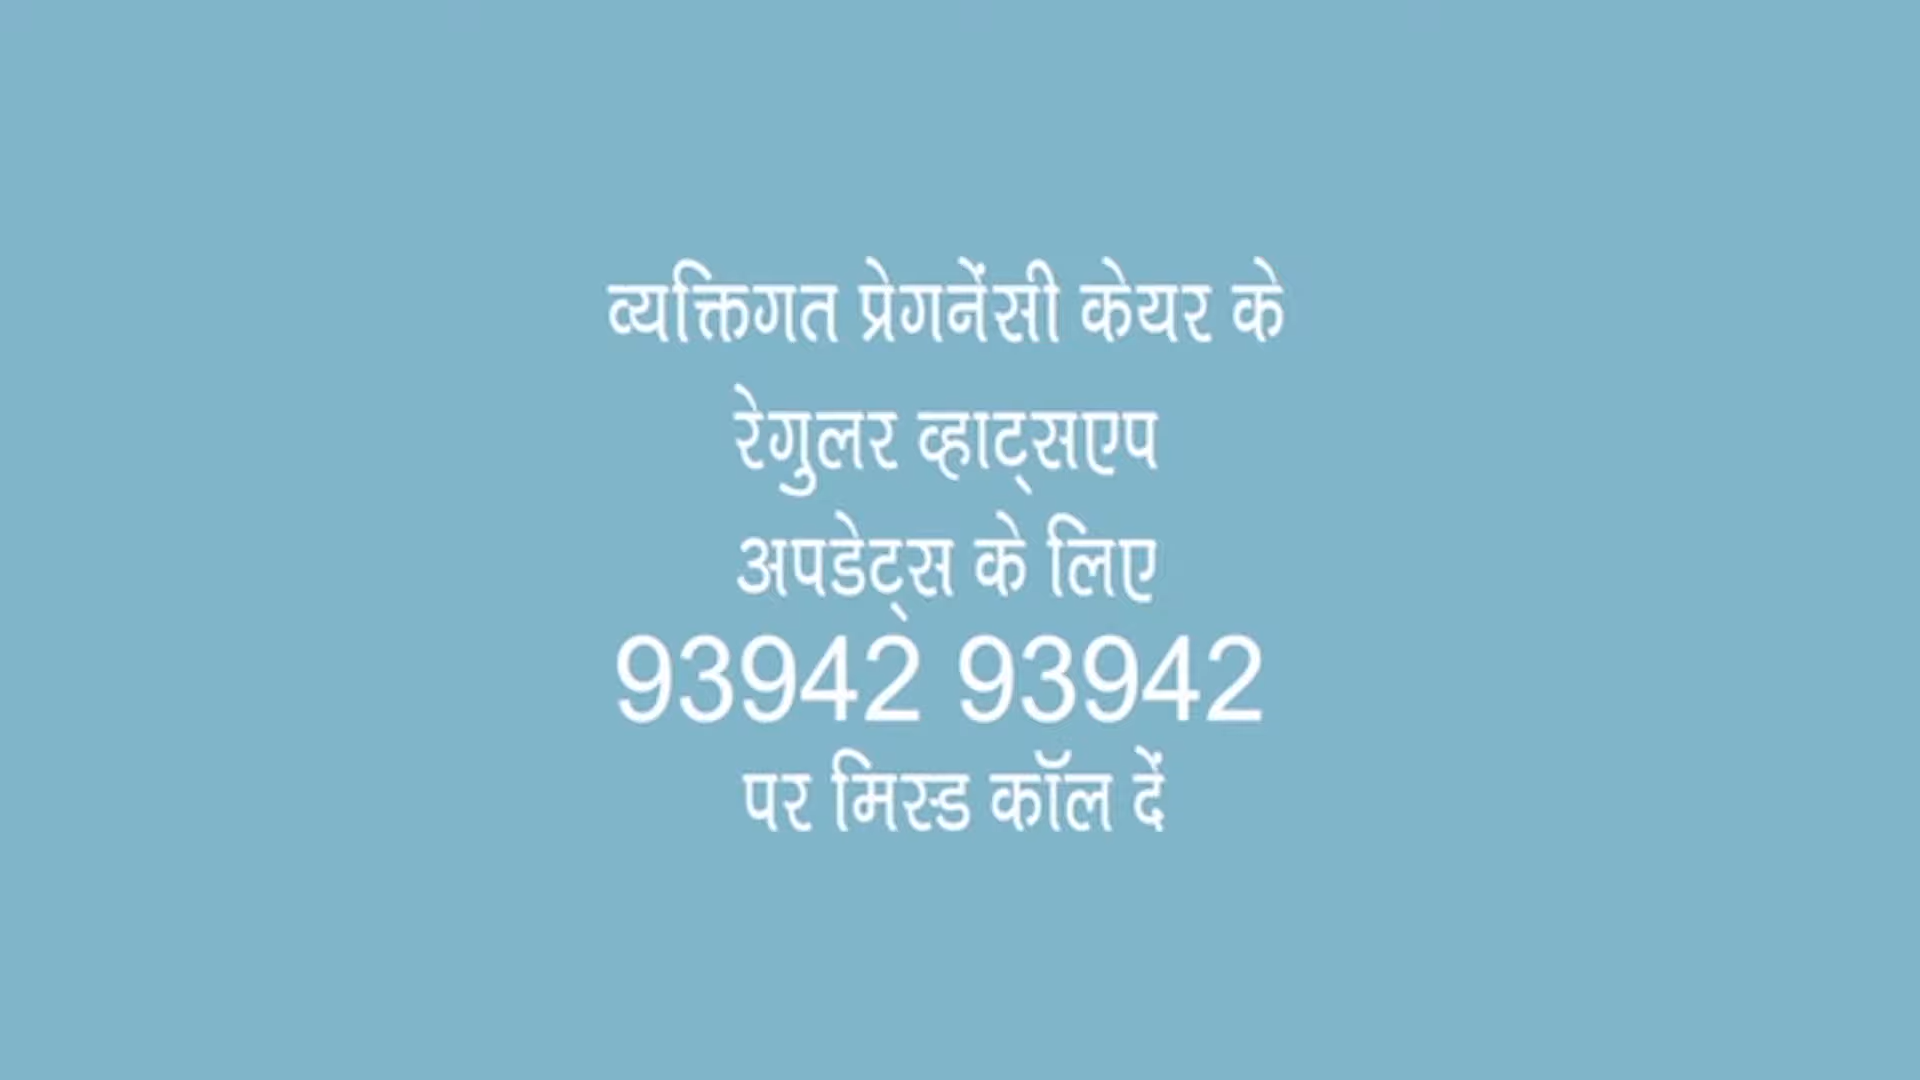 व्यक्तिगत प्रेगनेंसी केयर के
रेगुलर व्हाट्सएप
अपडेट्स के लिए
93942 93942
पर मिस्ड कॉल दें